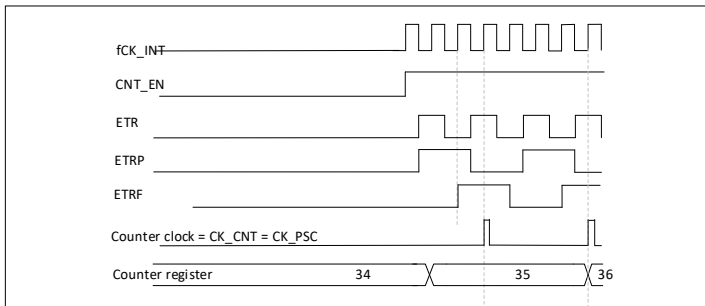 fCK_INT
CNT_EN
ETR
ETRP
ETRF
Counter clock = CK_CNT = CK_PSC
Counter register 34 35 36